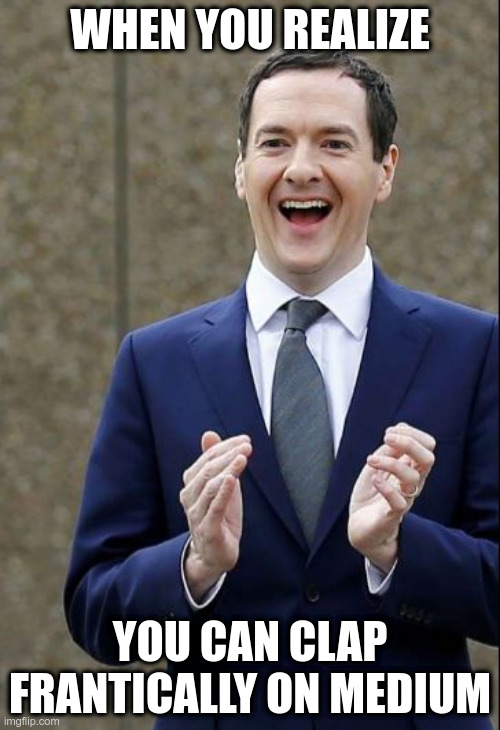 WHEN YOU REALIZE
YOU CAN CLAP
FRANTICALLY ON MEDIUM
imgflip.com